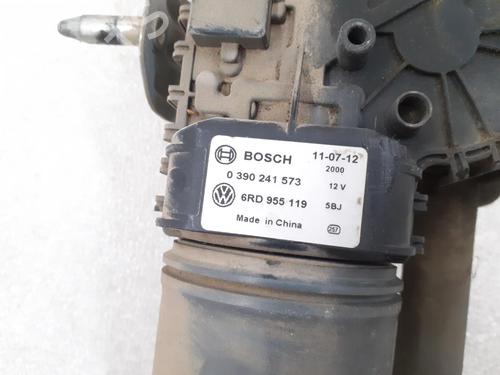 BOSCH 11-07-12
2000
0 390 241 573 12 V
6RD 955 119 5BJ
Made in China 257